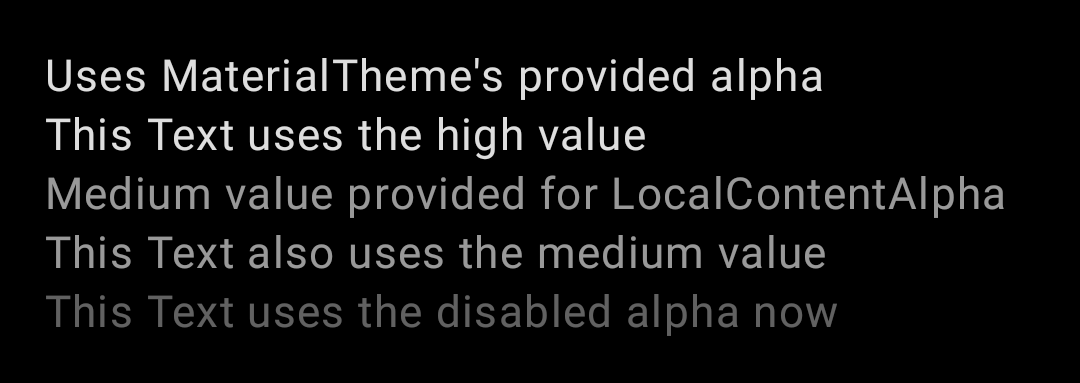 Uses MaterialTheme's provided alpha
This Text uses the high value
Medium value provided for LocalContentAlpha
This Text also uses the medium value
This Text uses the disabled alpha now